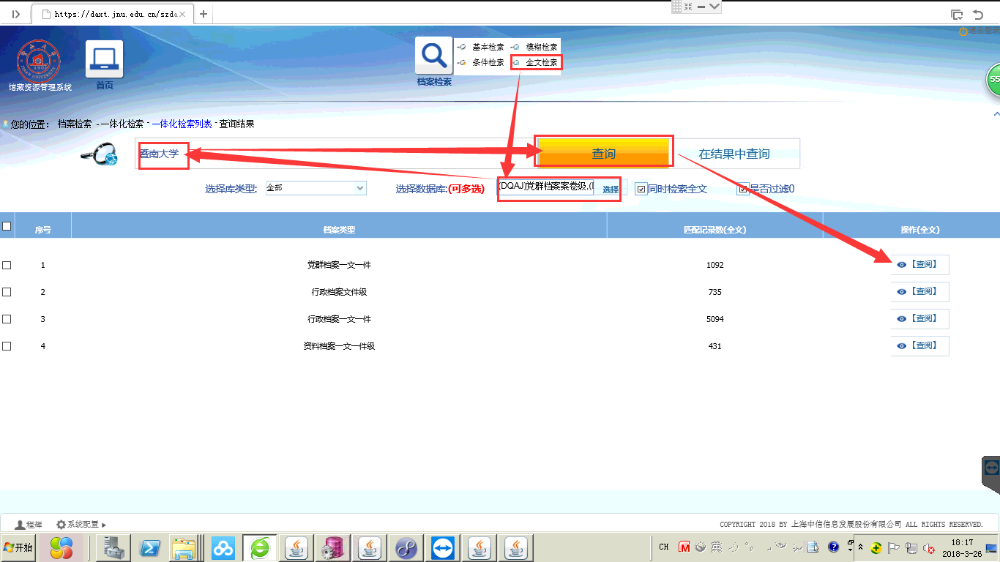 https://daxt.jnu.edu.cn/szda
馆藏资源管理系统
首页
档案检索
基本检索
模糊检索
条件检索
全文检索
55
您的位置： 档案检索 - 一体化检索 - 一体化检索列表 - 查询结果
暨南大学
查询
在结果中查询
选择库类型:
全部
选择数据库:(可多选)
(DQAJ)党群档案案卷级,(I
选择
同时检索全文
是否过滤0
序号 档案类型 匹配记录数(全文) 操作(全文)
1 党群档案一文一件 1092 【查阅】
2 行政档案文件级 735 【查阅】
3 行政档案一文一件 5094 【查阅】
4 资料档案一文一件级 431 【查阅】
程辉 系统配置
COPYRIGHT 2018 BY 上海中信信息发展股份有限公司 ALL RIGHTS RESERVED.
开始
CH
英
18:17
2018-3-26